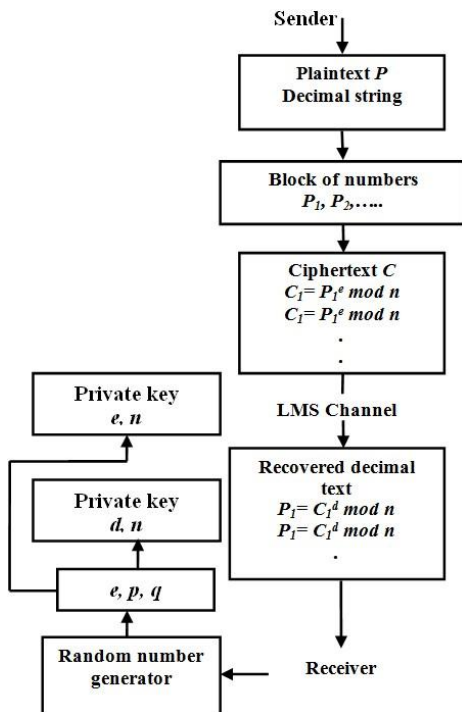 Sender
Plaintext P
Decimal string
Block of numbers
P₁, P₂,…..
Ciphertext C
C₁= P₁ᵉ mod n
C₁= P₁ᵉ mod n
.
.
LMS Channel
Recovered decimal
text
P₁= C₁ᵈ mod n
P₁= C₁ᵈ mod n
.
Receiver
Private key
e, n
Private key
d, n
e, p, q
Random number
generator